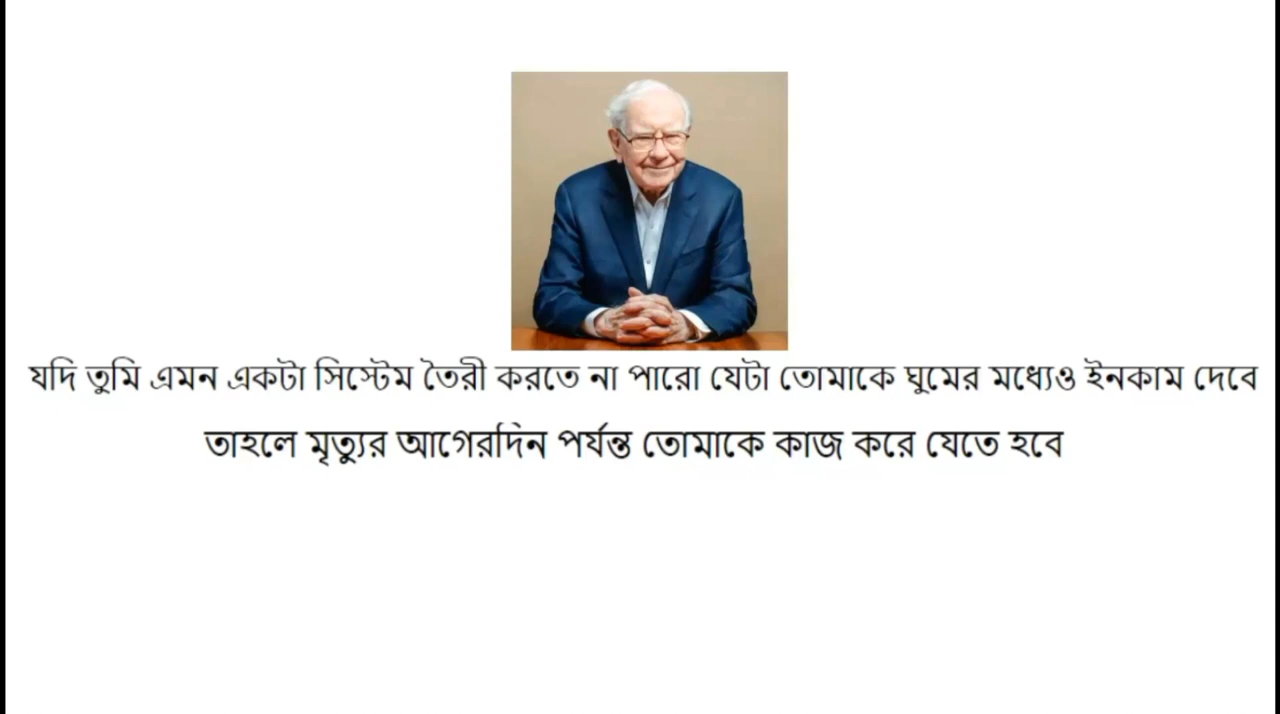 যদি তুমি এমন একটা সিস্টেম তৈরী করতে না পারো যেটা তোমাকে ঘুমের মধ্যেও ইনকাম দেবে
তাহলে মৃত্যুর আগেরদিন পর্যন্ত তোমাকে কাজ করে যেতে হবে